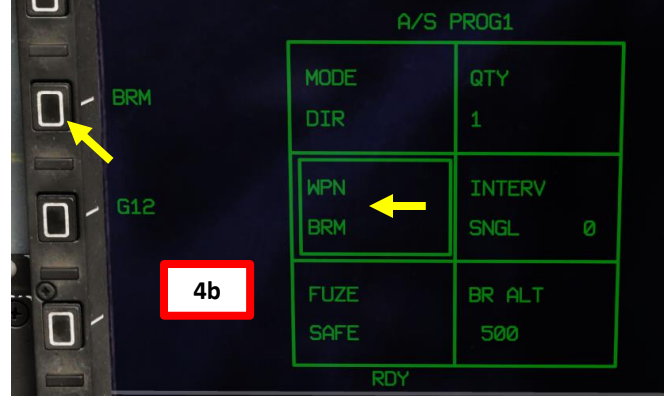 A/S PROG1
BRM
MODE QTY
DIR 1
G12
WPN INTERV
BRM SNGL 0
4b
FUZE BR ALT
SAFE 500
RDY